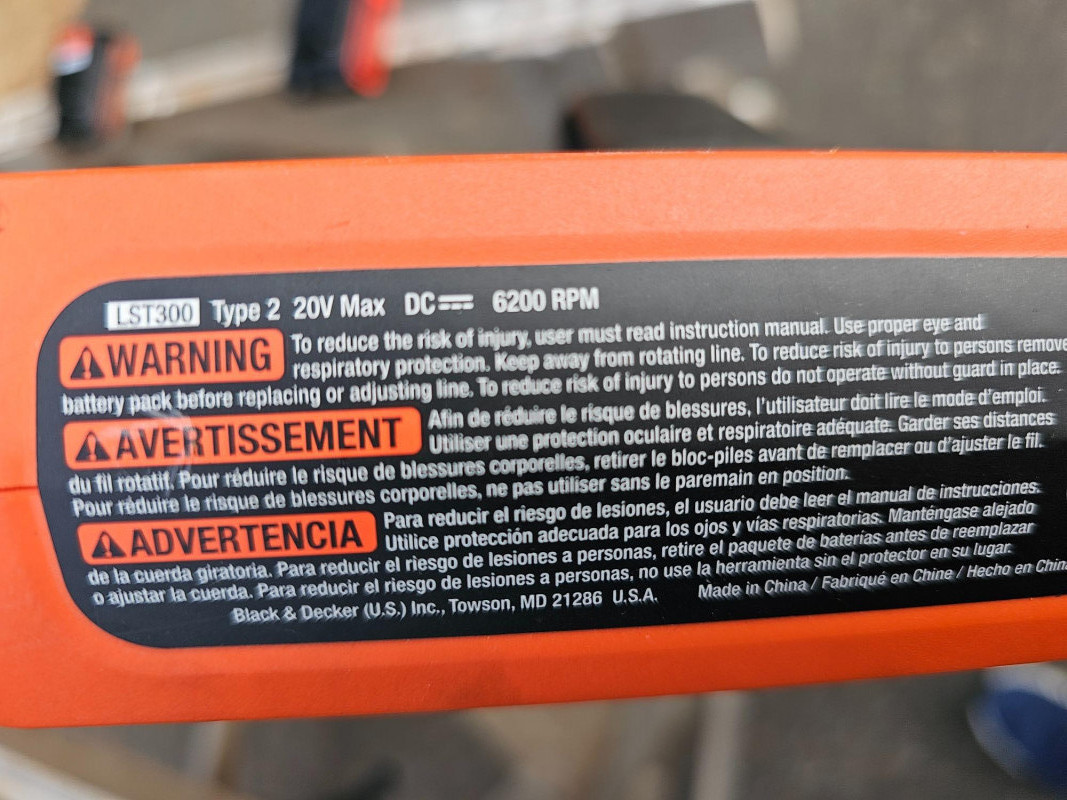 LST300 Type 2 20V Max DC 6200 RPM
WARNING To reduce the risk of injury, user must read instruction manual. Use proper eye and
respiratory protection. Keep away from rotating line. To reduce risk of injury to persons remove
battery pack before replacing or adjusting line. To reduce risk of injury to persons do not operate without guard in place.
AVERTISSEMENT Afin de réduire le risque de blessures, l'utilisateur doit lire le mode d'emploi.
Utiliser une protection oculaire et respiratoire adéquate. Garder ses distances
du fil rotatif. Pour réduire le risque de blessures corporelles, retirer le bloc-piles avant de remplacer ou d'ajuster le fil.
Pour réduire le risque de blessures corporelles, ne pas utiliser sans le paremain en position.
ADVERTENCIA Para reducir el riesgo de lesiones, el usuario debe leer el manual de instrucciones.
Utilice protección adecuada para los ojos y vías respiratorias. Manténgase alejado
de la cuerda giratoria. Para reducir el riesgo de lesiones a personas, retire el paquete de baterías antes de reemplazar
o ajustar la cuerda. Para reducir el riesgo de lesiones a personas, no use la herramienta sin el protector en su lugar.
Black & Decker (U.S.) Inc., Towson, MD 21286 U.S.A. Made in China / Fabriqué en Chine / Hecho en China